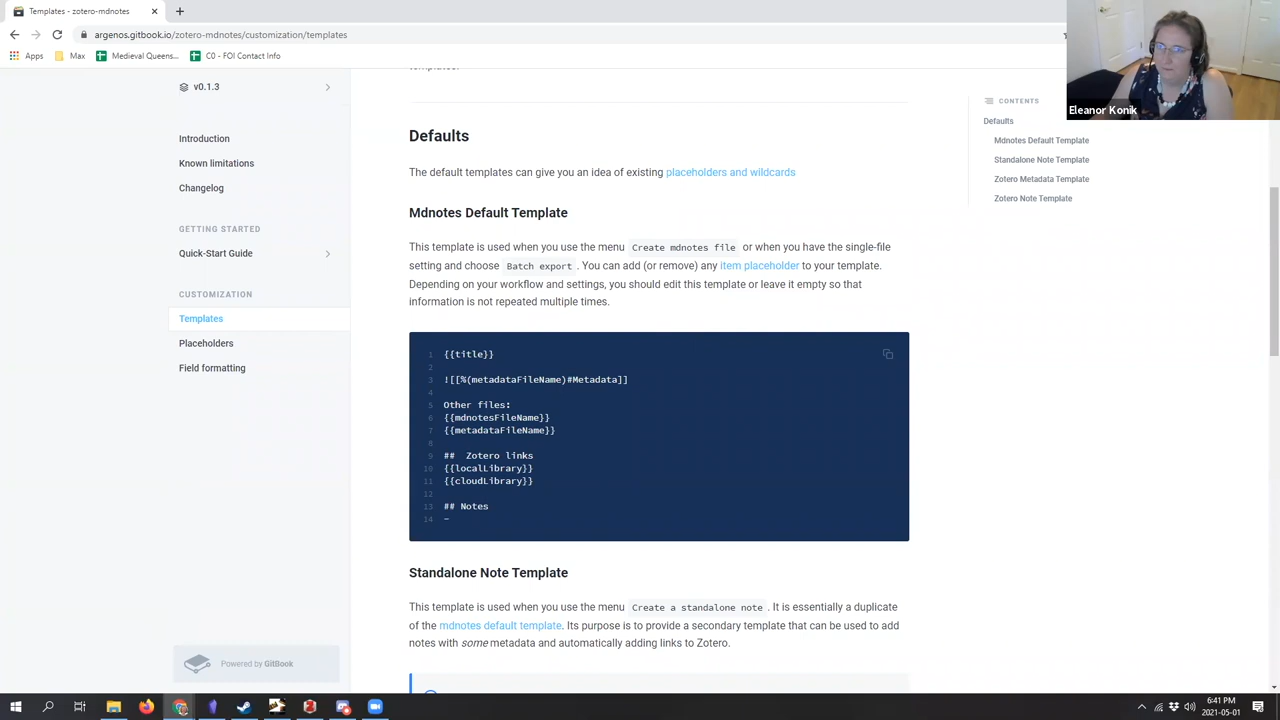 Templates - zotero-mdnotes
argenos.gitbook.io/zotero-mdnotes/customization/templates
Apps
Max
Medieval Queens...
C0 - FOI Contact Info
Eleanor Konik
v0.1.3
Introduction
Known limitations
Changelog
GETTING STARTED
Quick-Start Guide
CUSTOMIZATION
Templates
Placeholders
Field formatting
Powered by GitBook
templates.
Defaults
The default templates can give you an idea of existing placeholders and wildcards
Mdnotes Default Template
This template is used when you use the menu Create mdnotes file or when you have the single-file
setting and choose Batch export . You can add (or remove) any item placeholder to your template.
Depending on your workflow and settings, you should edit this template or leave it empty so that
information is not repeated multiple times.
1 {{title}}
2
3 ![[%(metadataFileName)#Metadata]]
4
5 Other files:
6 {{mdnotesFileName}}
7 {{metadataFileName}}
8
9 ##  Zotero links
10 {{localLibrary}}
11 {{cloudLibrary}}
12
13 ## Notes
14 -
Standalone Note Template
This template is used when you use the menu Create a standalone note . It is essentially a duplicate
of the mdnotes default template. Its purpose is to provide a secondary template that can be used to add
notes with some metadata and automatically adding links to Zotero.
CONTENTS
Defaults
Mdnotes Default Template
Standalone Note Template
Zotero Metadata Template
Zotero Note Template
6:41 PM
2021-05-01